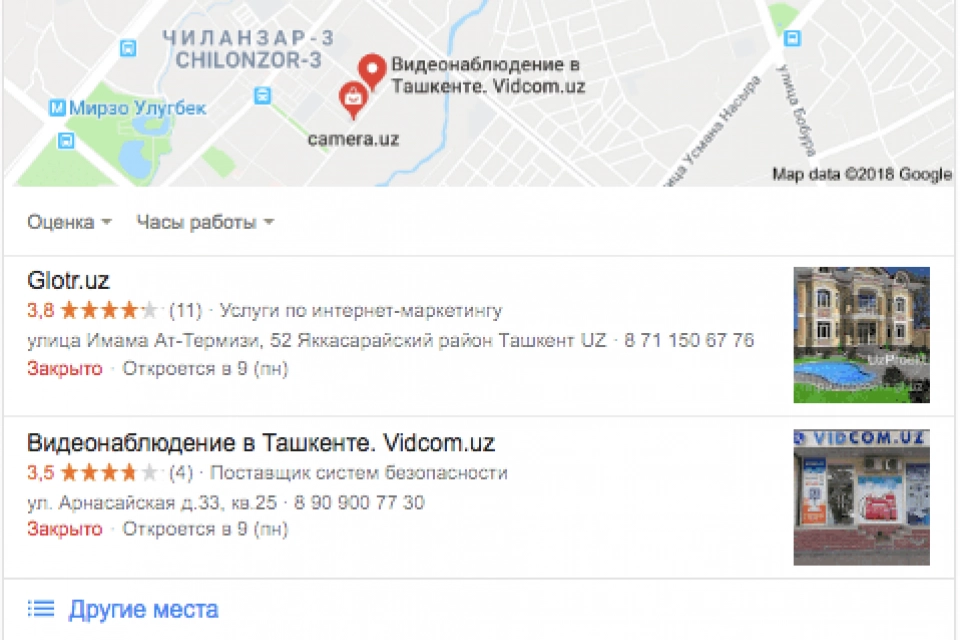 ЧИЛАНЗАР-3
CHILONZOR-3
Видеонаблюдение в
Ташкенте. Vidcom.uz
Мирзо Улугбек
camera.uz
ица Усмана Насыра
улица Бобура
Map data ©2018 Google
Оценка
Часы работы
Glotr.uz
3,8 (11) · Услуги по интернет-маркетингу
улица Имама Ат-Термизи, 52 Яккасарайский район Ташкент UZ · 8 71 150 67 76
Закрыто · Откроется в 9 (пн)
UzProekt
Видеонаблюдение в Ташкенте. Vidcom.uz
3,5 (4) · Поставщик систем безопасности
ул. Арнасайская д.33, кв.25 · 8 90 900 77 30
Закрыто · Откроется в 9 (пн)
VIDCOM.UZ
Другие места